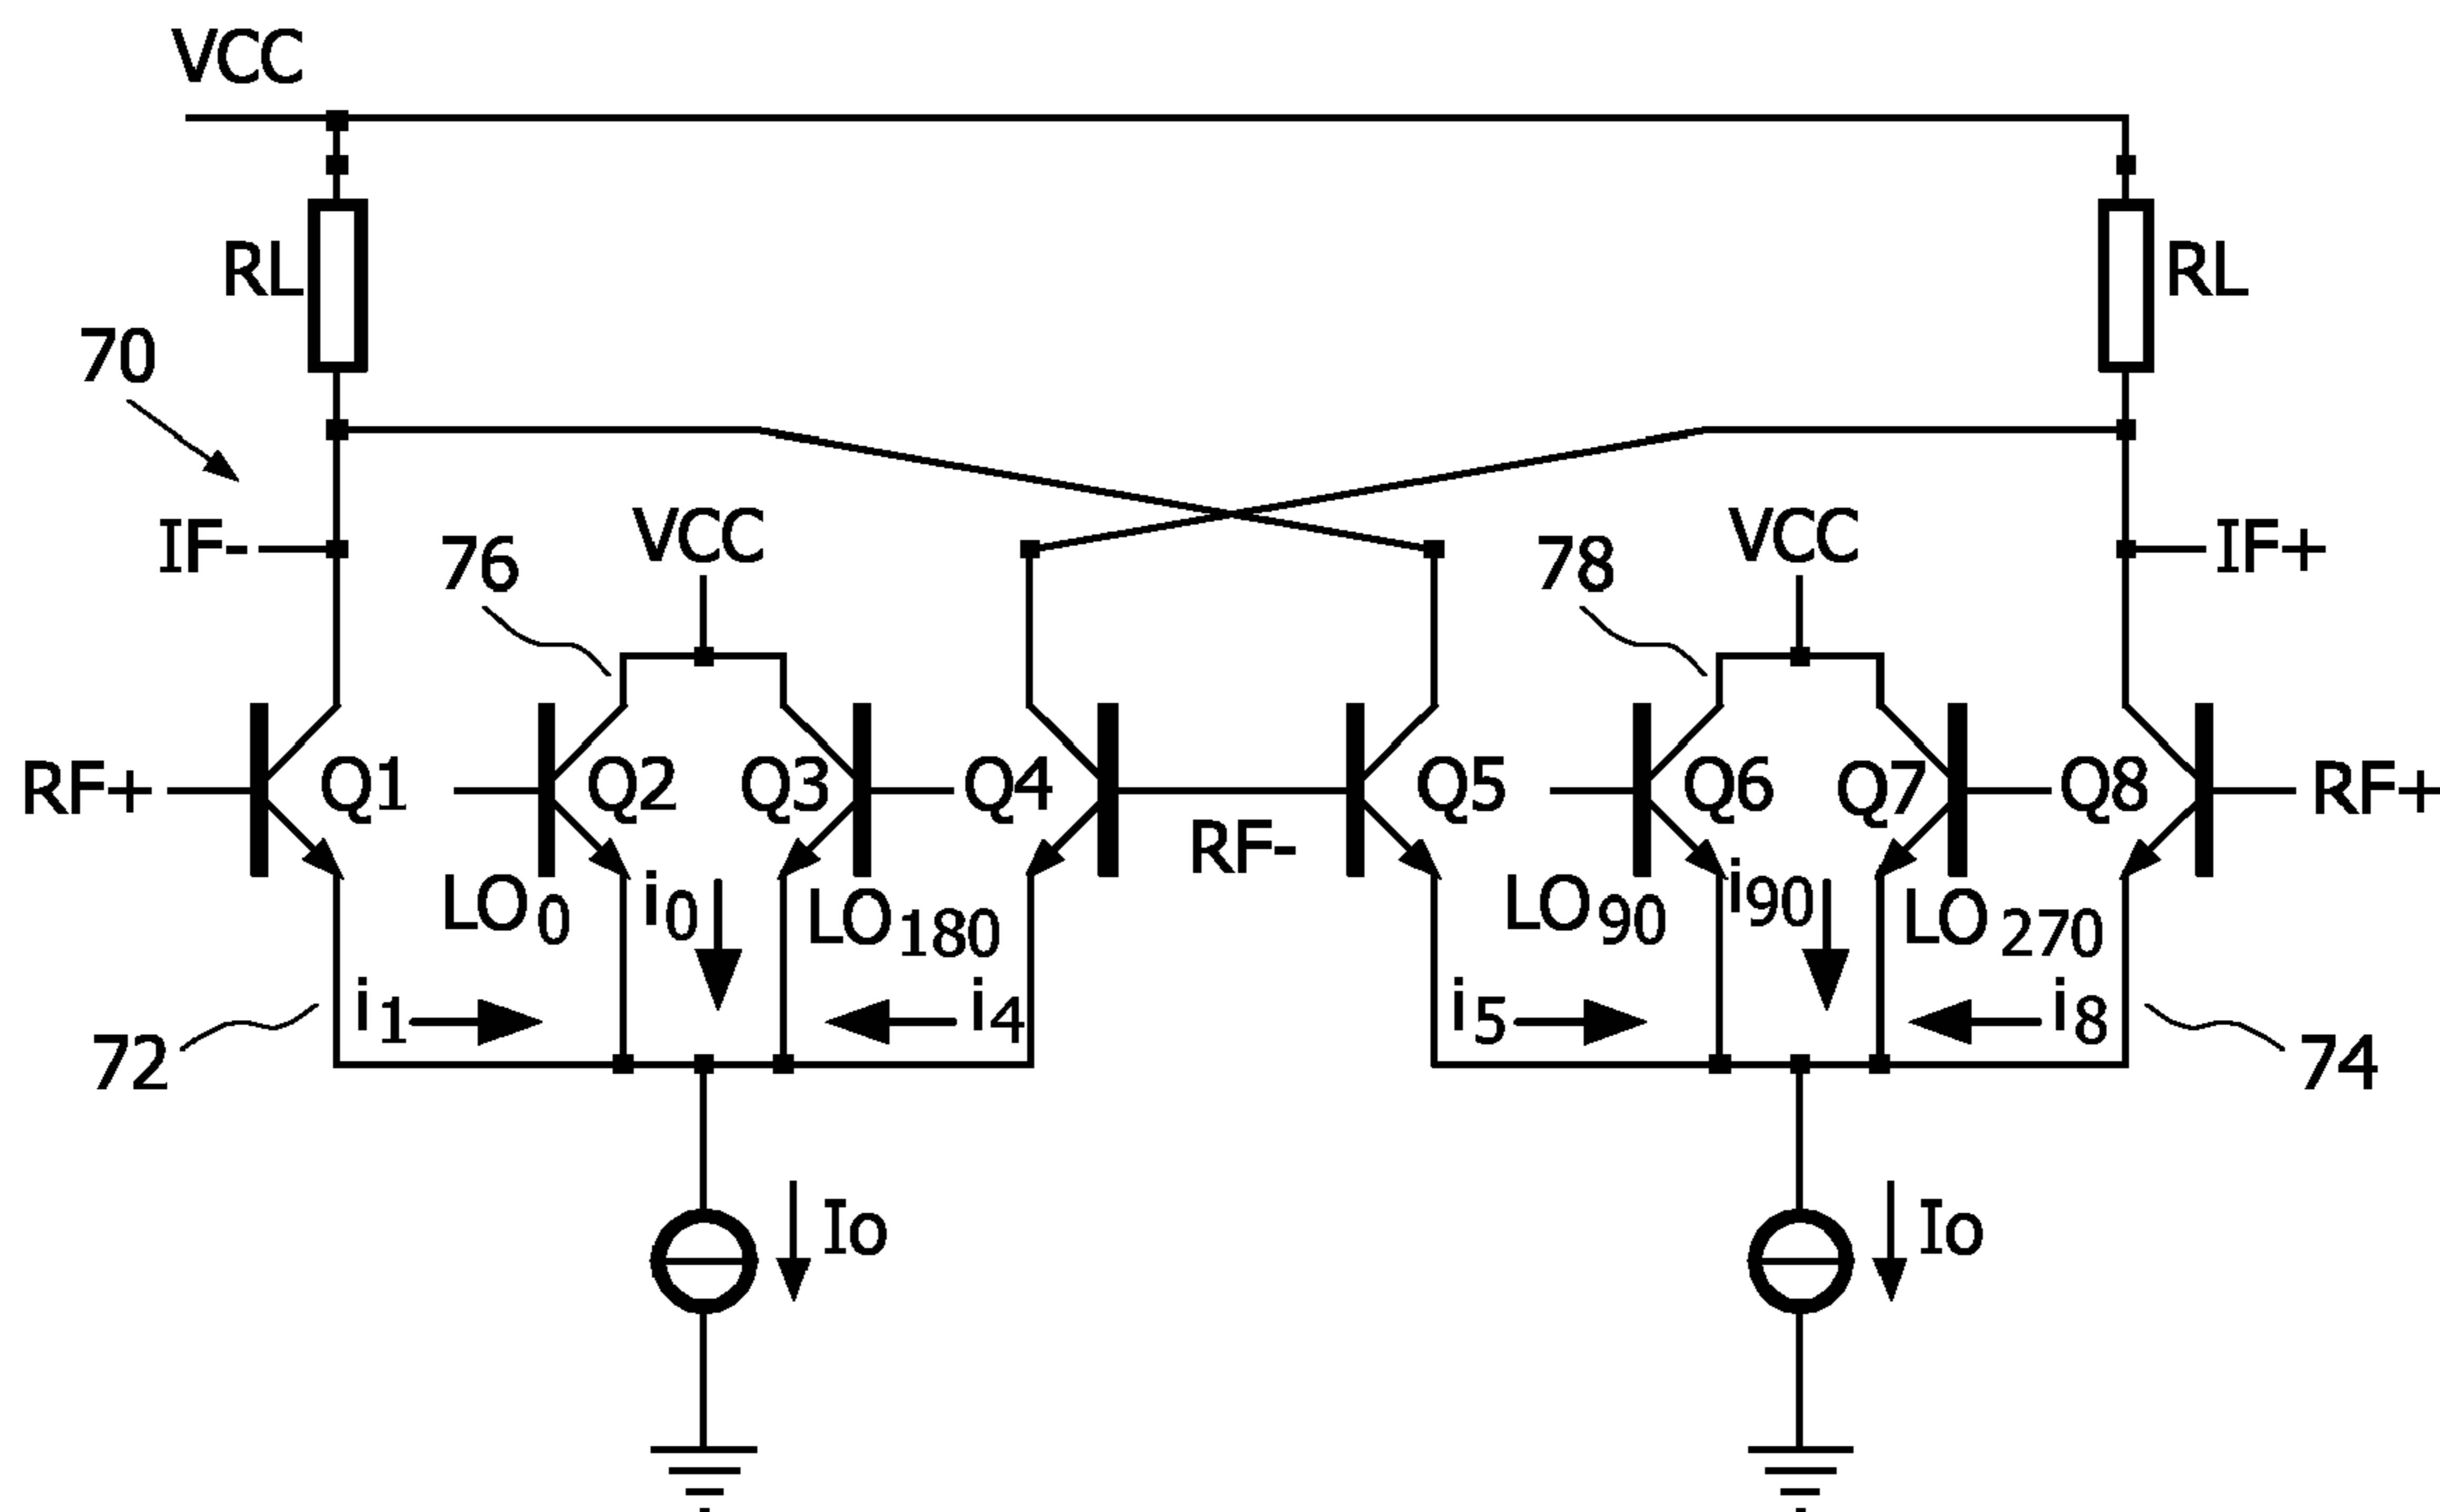 VCC
RL
RL
70
IF-
76
VCC
78
VCC
IF+
RF+
Q1
Q2
Q3
Q4
RF-
Q5
Q6
Q7
Q8
RF+
LO0
i0
LO180
LO90
i90
LO270
i1
i4
i5
i8
72
74
Io
Io